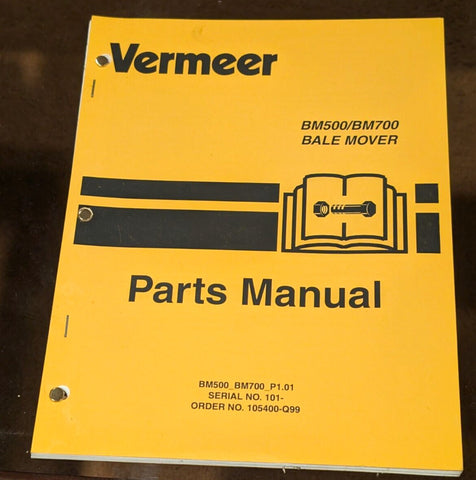 Vermeer
BM500/BM700
BALE MOVER
Parts Manual
BM500_BM700_P1.01
SERIAL NO. 101-
ORDER NO. 105400-Q99